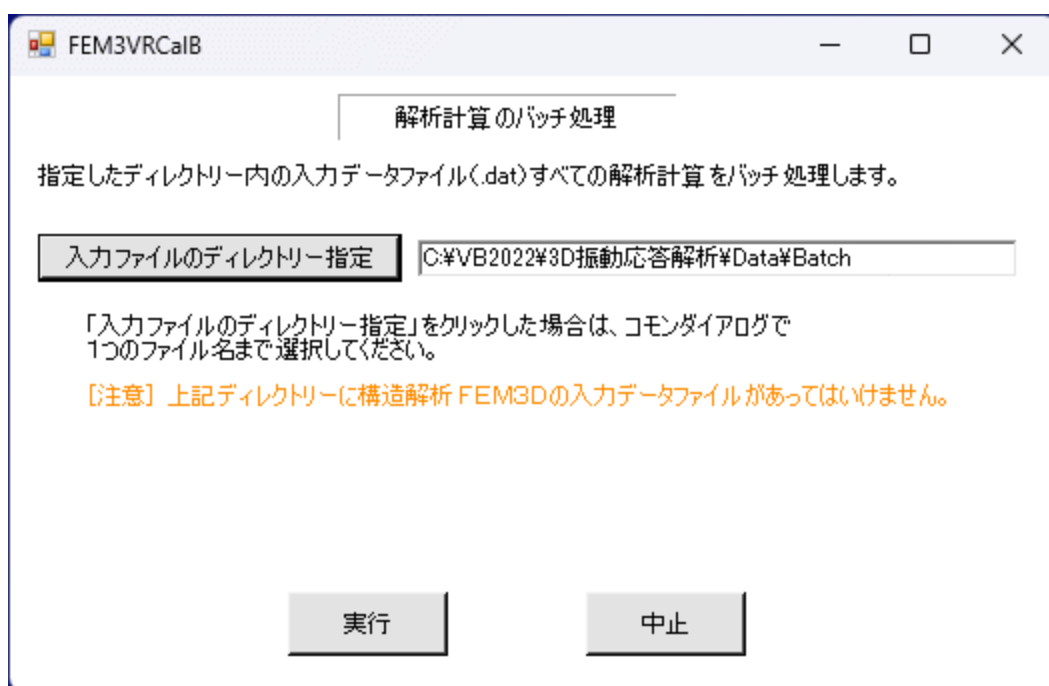 FEM3VRCalB
解析計算のバッチ処理
指定したディレクトリー内の入力データファイル(.dat)すべての解析計算をバッチ処理します。
入力ファイルのディレクトリー指定 C:¥VB2022¥3D振動応答解析¥Data¥Batch
「入力ファイルのディレクトリー指定」をクリックした場合は、コモンダイアログで
1つのファイル名まで選択してください。
[注意] 上記ディレクトリーに構造解析FEM3Dの入力データファイルがあってはいけません。
実行 中止